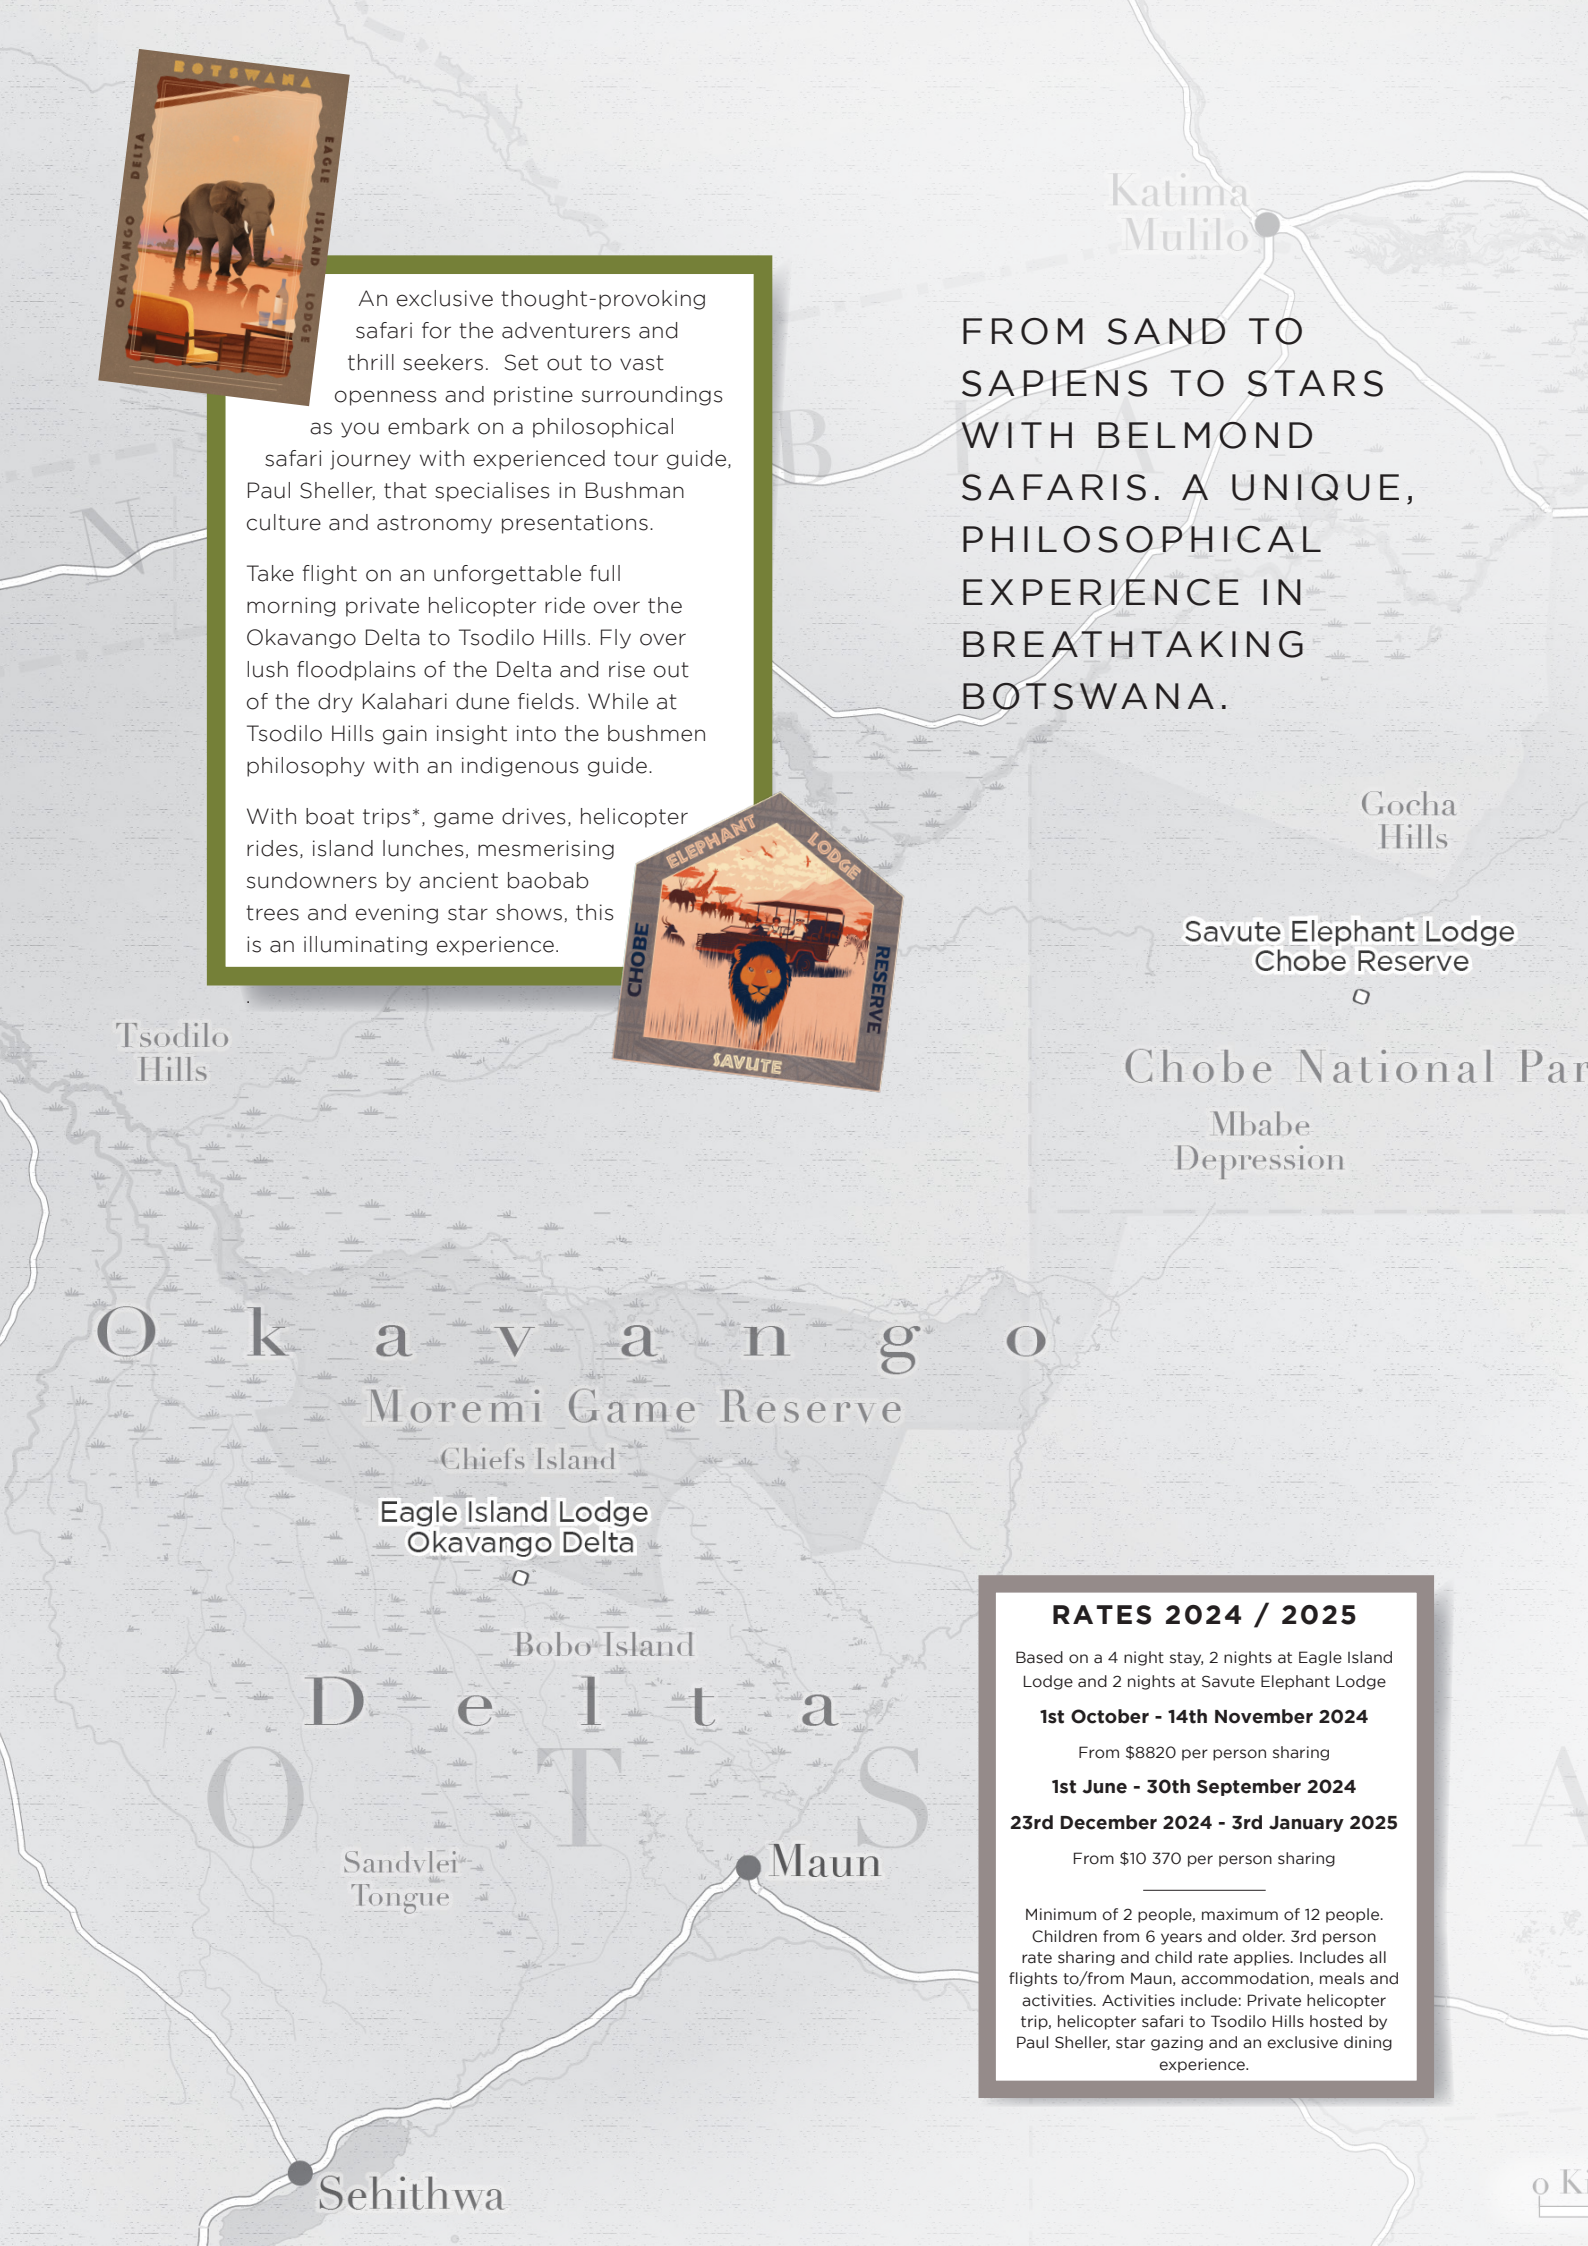 BOTSWANA
OKAVANGO DELTA
EAGLE ISLAND LODGE
An exclusive thought-provoking
safari for the adventurers and
thrill seekers. Set out to vast
openness and pristine surroundings
as you embark on a philosophical
safari journey with experienced tour guide,
Paul Sheller, that specialises in Bushman
culture and astronomy presentations.
Take flight on an unforgettable full
morning private helicopter ride over the
Okavango Delta to Tsodilo Hills. Fly over
lush floodplains of the Delta and rise out
of the dry Kalahari dune fields. While at
Tsodilo Hills gain insight into the bushmen
philosophy with an indigenous guide.
With boat trips*, game drives, helicopter
rides, island lunches, mesmerising
sundowners by ancient baobab
trees and evening star shows, this
is an illuminating experience.
.
ELEPHANT LODGE
CHOBE
RESERVE
SAVUTE
Katima
Mulilo
FROM SAND TO
SAPIENS TO STARS
WITH BELMOND
SAFARIS. A UNIQUE,
PHILOSOPHICAL
EXPERIENCE IN
BREATHTAKING
BOTSWANA.
N B I A
Gocha
Hills
Savute Elephant Lodge
Chobe Reserve
Tsodilo
Hills
Chobe National Par
Mbabe
Depression
Okavango
Moremi Game Reserve
Chiefs Island
Eagle Island Lodge
Okavango Delta
Bobo Island
Delta
O T S A
Sandvlei
Tongue
Maun
Sehithwa
RATES 2024 / 2025
Based on a 4 night stay, 2 nights at Eagle Island
Lodge and 2 nights at Savute Elephant Lodge
1st October - 14th November 2024
From $8820 per person sharing
1st June - 30th September 2024
23rd December 2024 - 3rd January 2025
From $10 370 per person sharing
Minimum of 2 people, maximum of 12 people.
Children from 6 years and older. 3rd person
rate sharing and child rate applies. Includes all
flights to/from Maun, accommodation, meals and
activities. Activities include: Private helicopter
trip, helicopter safari to Tsodilo Hills hosted by
Paul Sheller, star gazing and an exclusive dining
experience.
o Ki